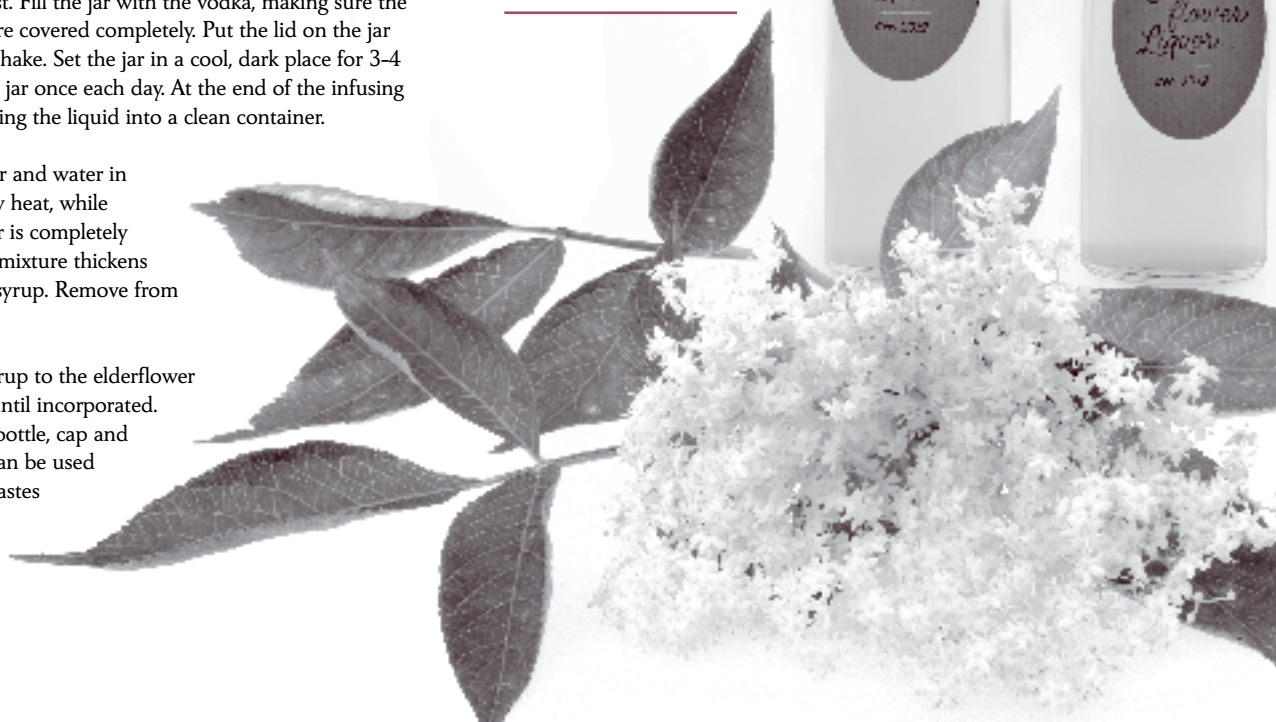 st. Fill the jar with the vodka, making sure the
re covered completely. Put the lid on the jar
hake. Set the jar in a cool, dark place for 3-4
jar once each day. At the end of the infusing
ing the liquid into a clean container.
r and water in
w heat, while
r is completely
mixture thickens
syrup. Remove from
rup to the elderflower
until incorporated.
bottle, cap and
an be used
astes
flower
Liquor